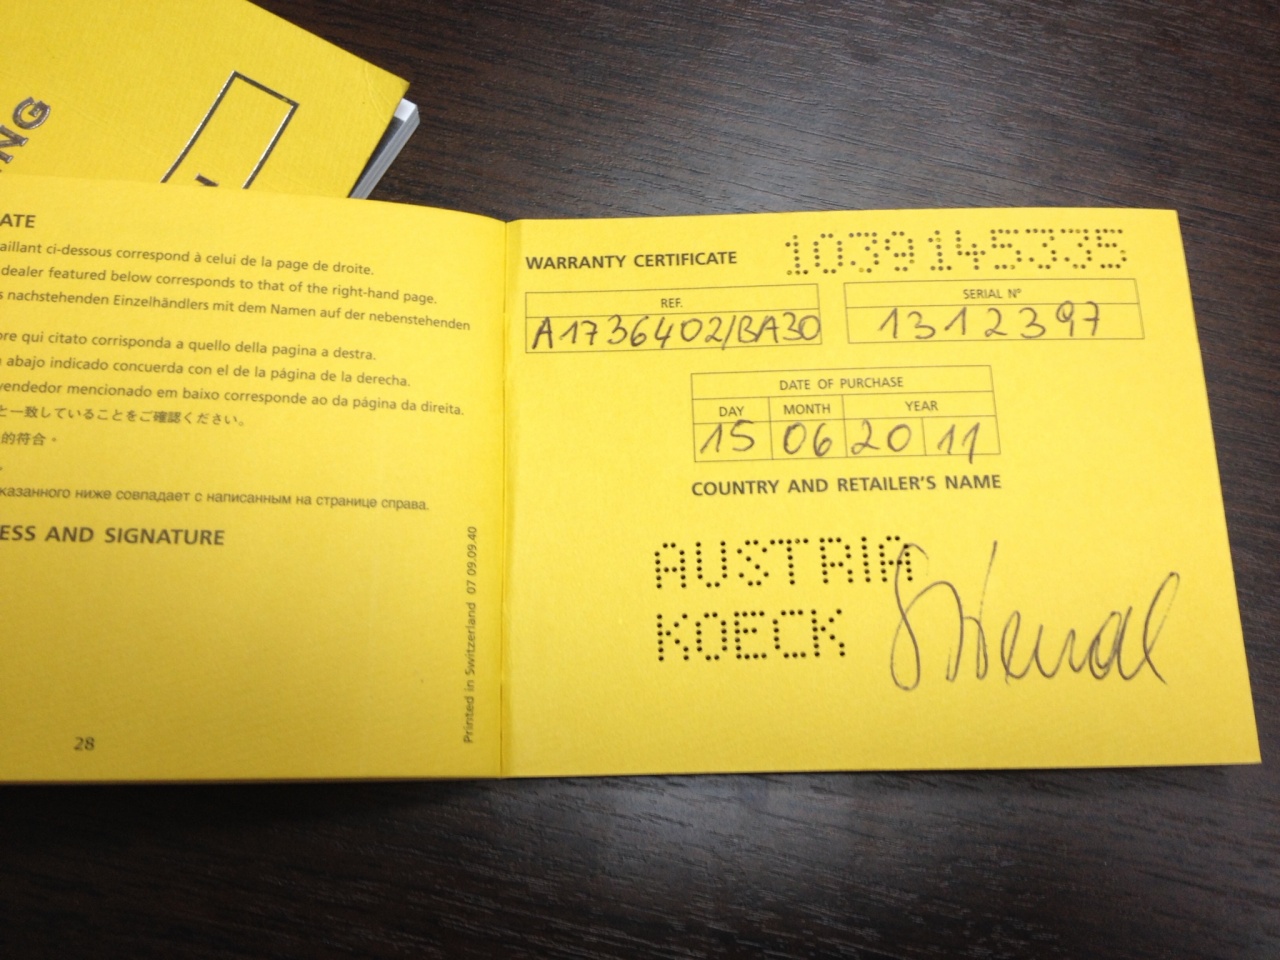 NG
ATE
aillant ci-dessous correspond à celui de la page de droite.
dealer featured below corresponds to that of the right-hand page.
s nachstehenden Einzelhändlers mit dem Namen auf der nebenstehenden
ore qui citato corrisponda a quello della pagina a destra.
abajo indicado concuerda con el de la página de la derecha.
vendedor mencionado em baixo corresponde ao da página da direita.
と一致していることをご確認ください。
的符合。
казанного ниже совпадает с написанным на странице справа.
ESS AND SIGNATURE
28
Printed in Switzerland 07 09.09.40
WARRANTY CERTIFICATE
1039145335
REF.
A1736402/BA30
SERIAL N°
1312397
DATE OF PURCHASE
DAY MONTH YEAR
15 06 20 11
COUNTRY AND RETAILER'S NAME
AUSTRIA
KOECK